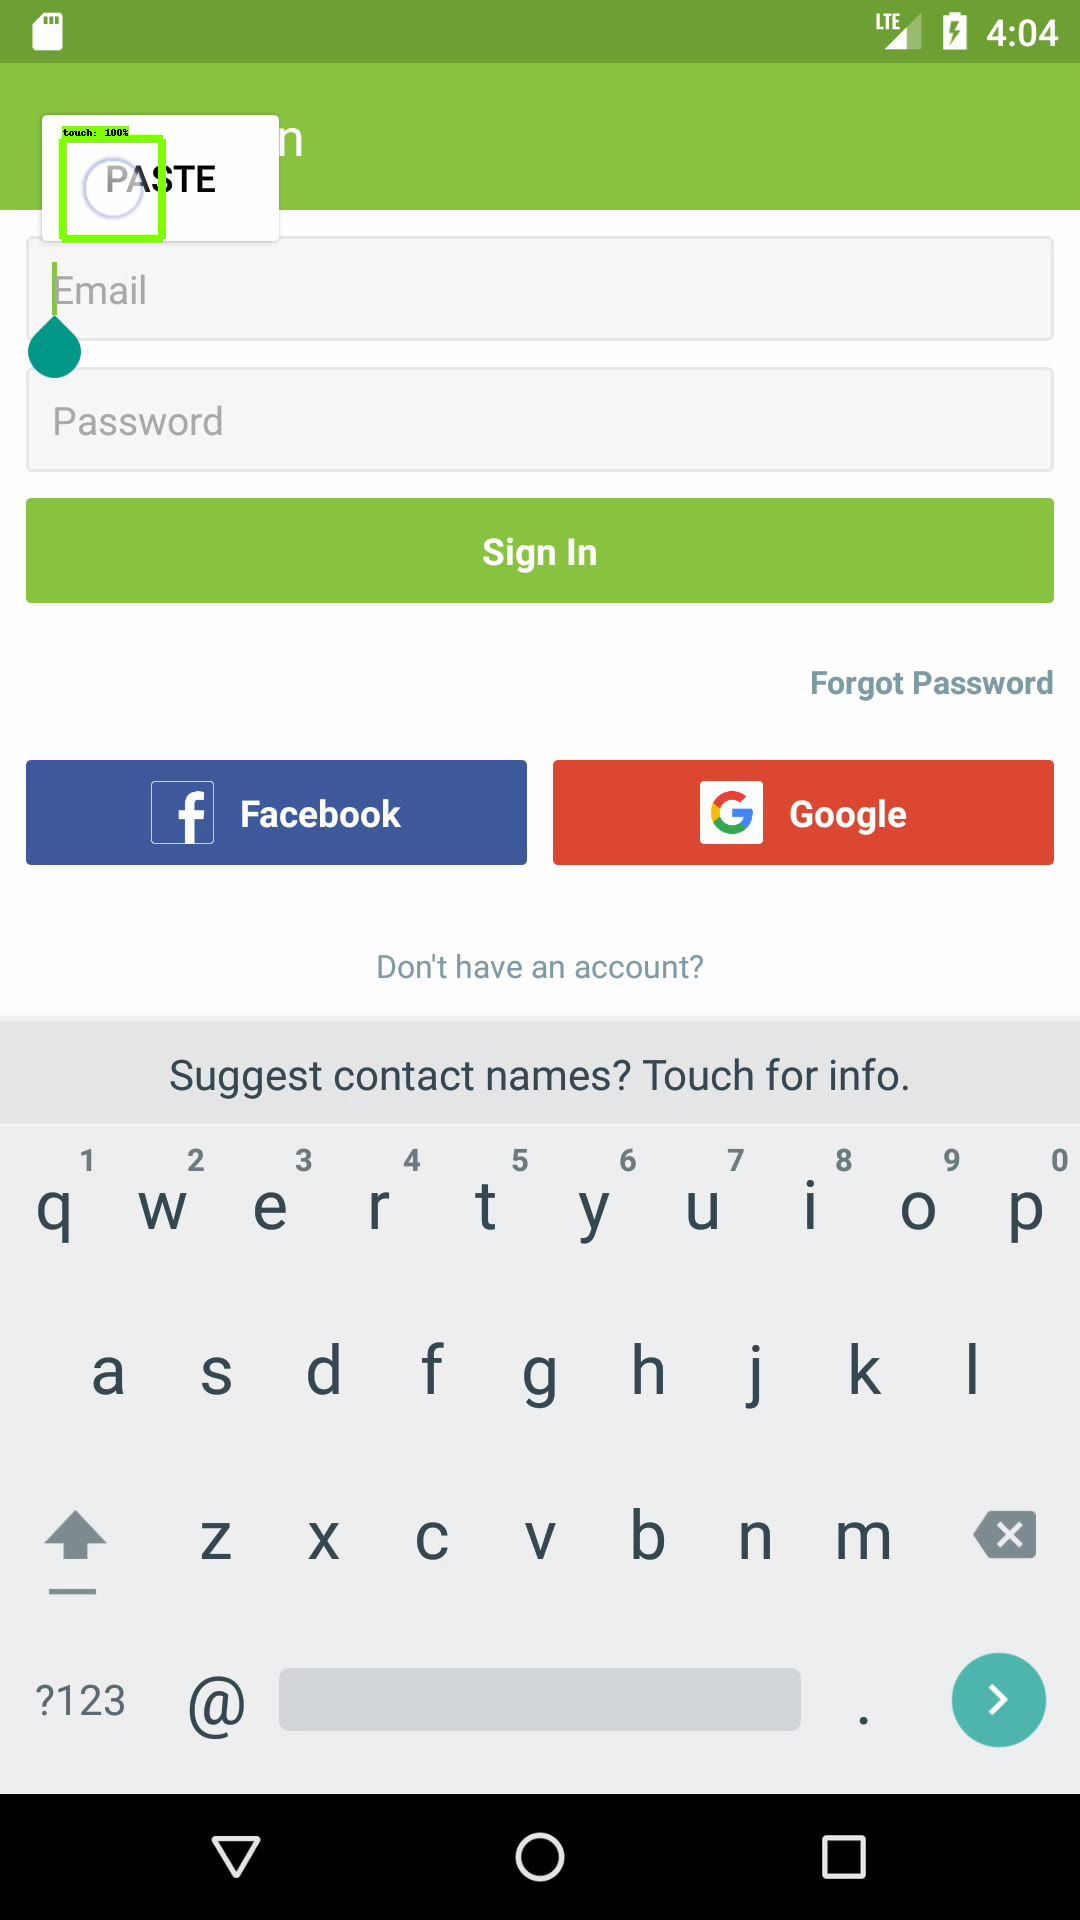 LTE 4:04
n
touch: 100%
PASTE
Email
Password
Sign In
Forgot Password
Facebook Google
Don't have an account?
Suggest contact names? Touch for info.
1 2 3 4 5 6 7 8 9 0
q w e r t y u i o p
a s d f g h j k l
z x c v b n m
?123 @ .